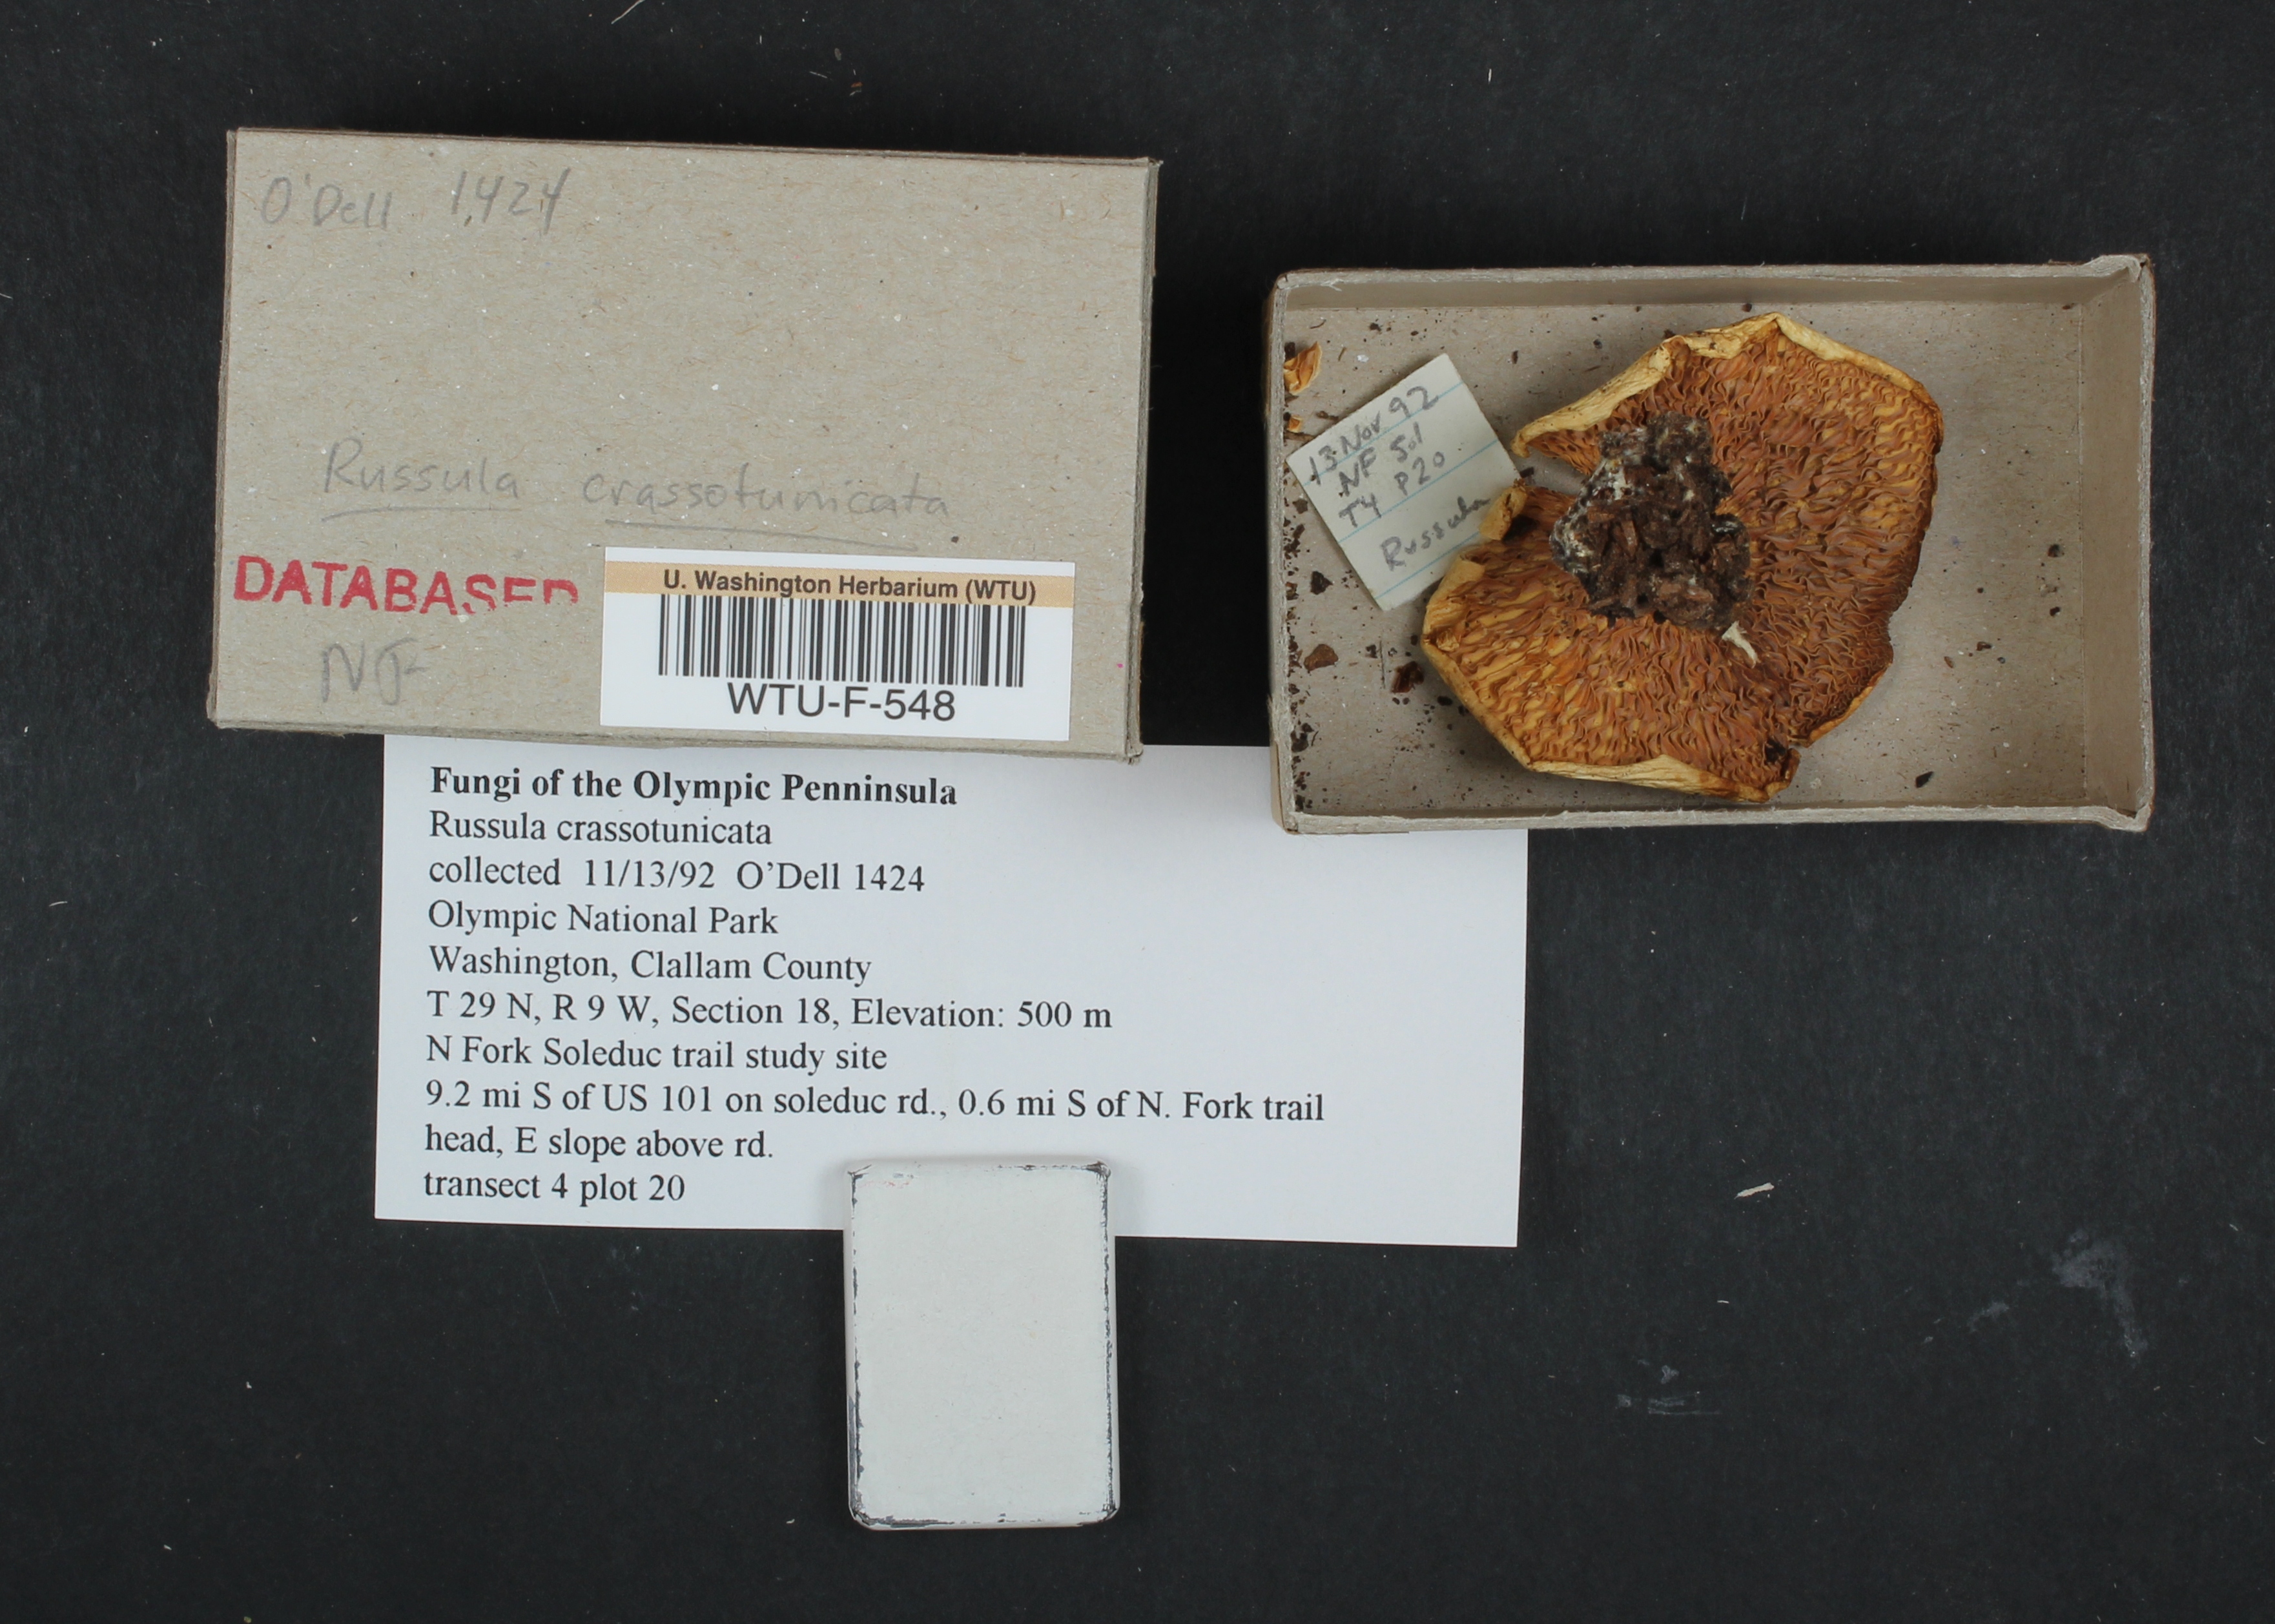 O'Dell 1424
Russula crassotunicata
DATABASED
NF
U. Washington Herbarium (WTU)
WTU-F-548
Fungi of the Olympic Penninsula
Russula crassotunicata
collected 11/13/92 O'Dell 1424
Olympic National Park
Washington, Clallam County
T 29 N, R 9 W, Section 18, Elevation: 500 m
N Fork Soleduc trail study site
9.2 mi S of US 101 on soleduc rd., 0.6 mi S of N. Fork trail
head, E slope above rd.
transect 4 plot 20
13 Nov 92
NF Sol
T4 P20
Russula